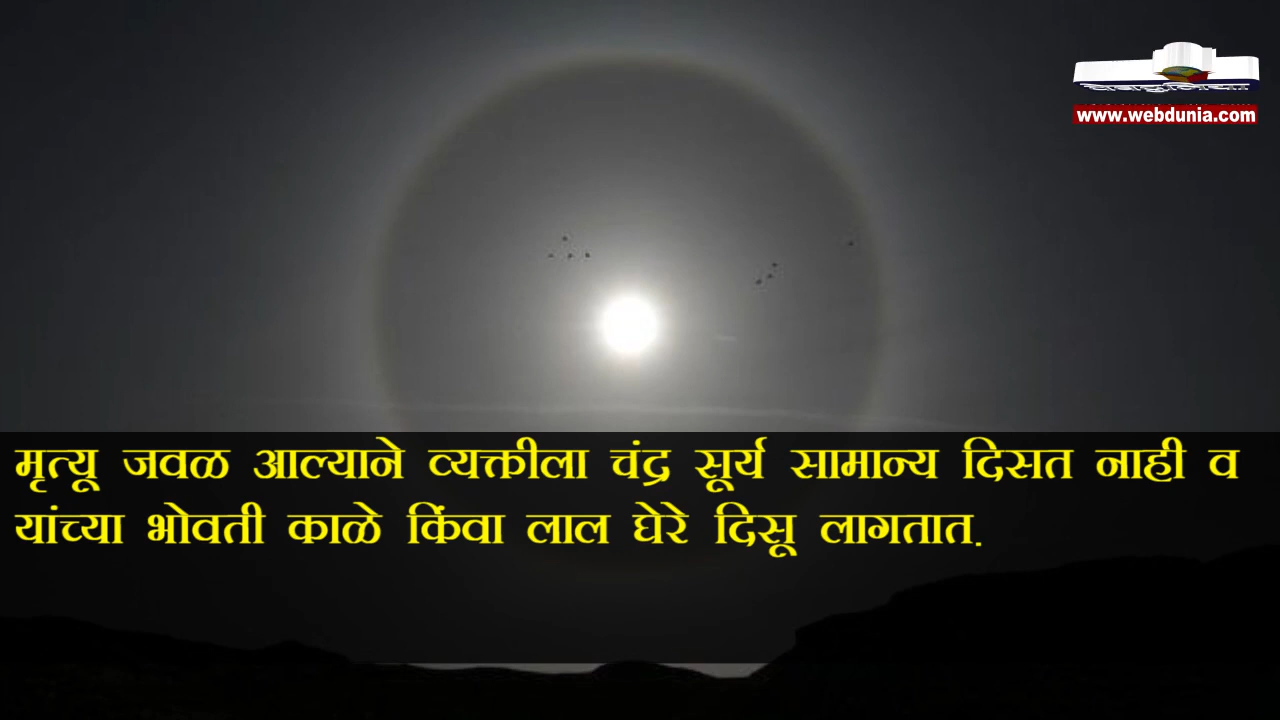 www.webdunia.com
मृत्यू जवळ आल्याने व्यक्तीला चंद्र सूर्य सामान्य दिसत नाही व
यांच्या भोवती काळे किंवा लाल घेरे दिसू लागतात.